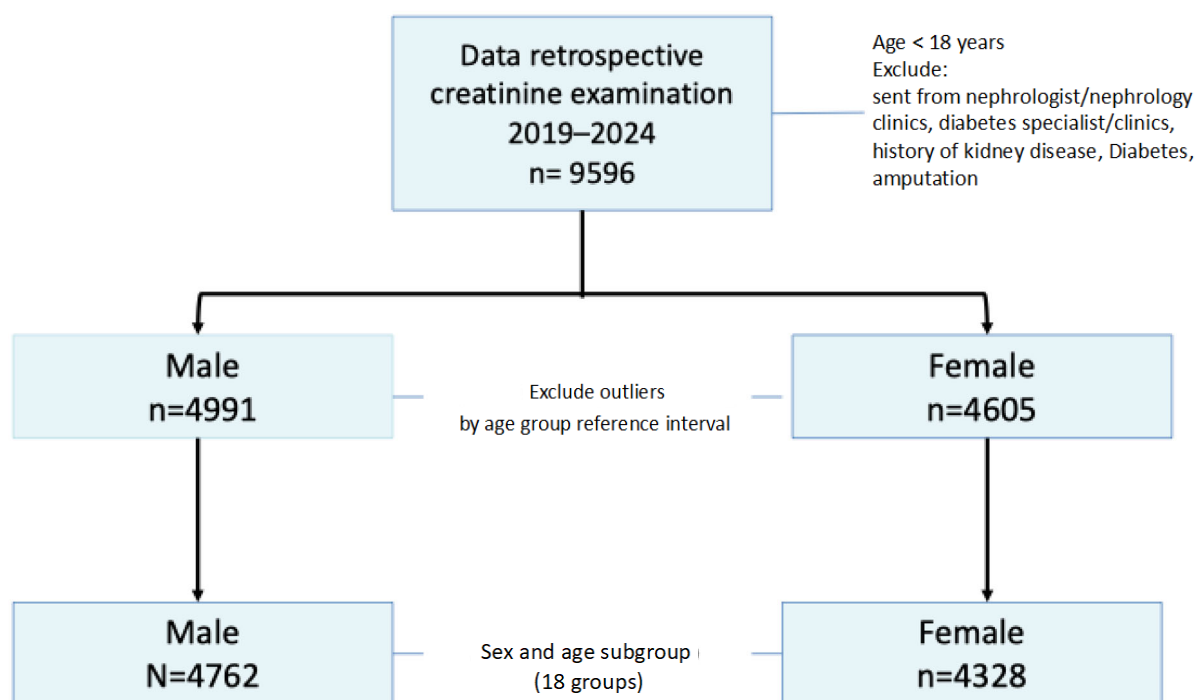 Data retrospective
creatinine examination
2019–2024
n= 9596
Age < 18 years
Exclude:
sent from nephrologist/nephrology
clinics, diabetes specialist/clinics,
history of kidney disease, Diabetes,
amputation
Male
n=4991
Exclude outliers
by age group reference interval
Female
n=4605
Male
N=4762
Sex and age subgroup
(18 groups)
Female
n=4328